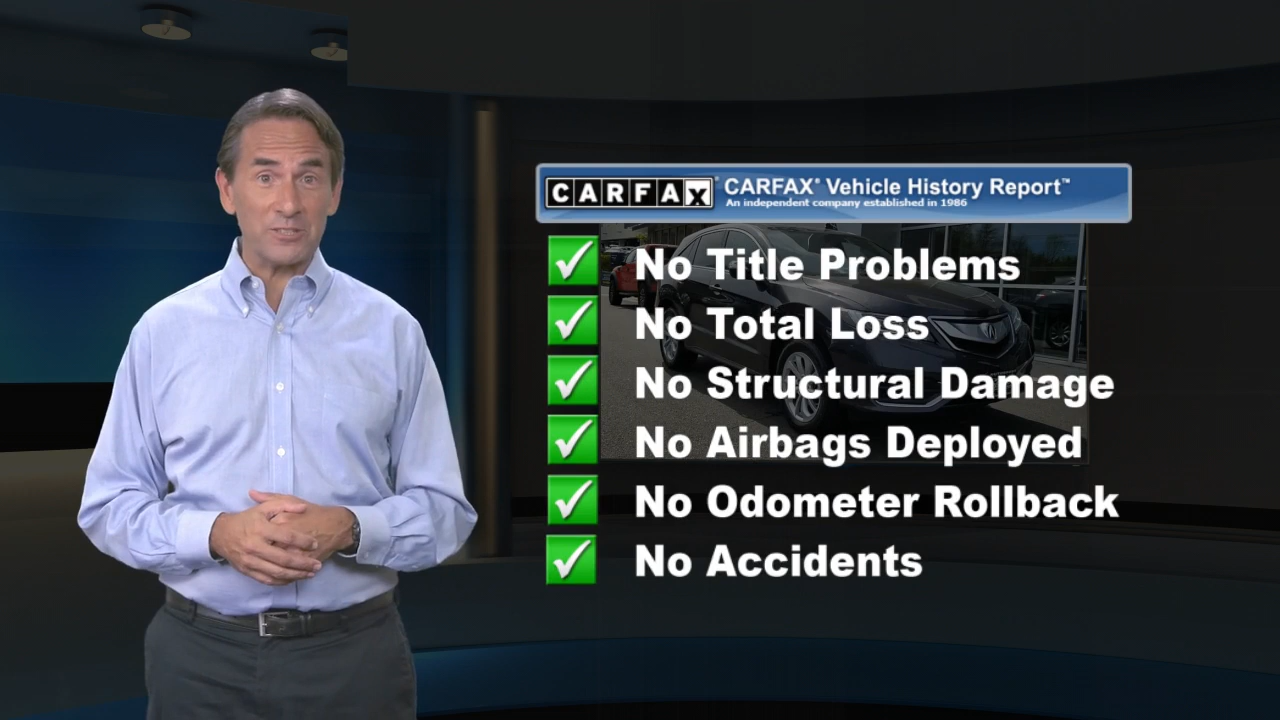 CARFAX® CARFAX® Vehicle History Report™
An independent company established in 1986
No Title Problems
No Total Loss
No Structural Damage
No Airbags Deployed
No Odometer Rollback
No Accidents